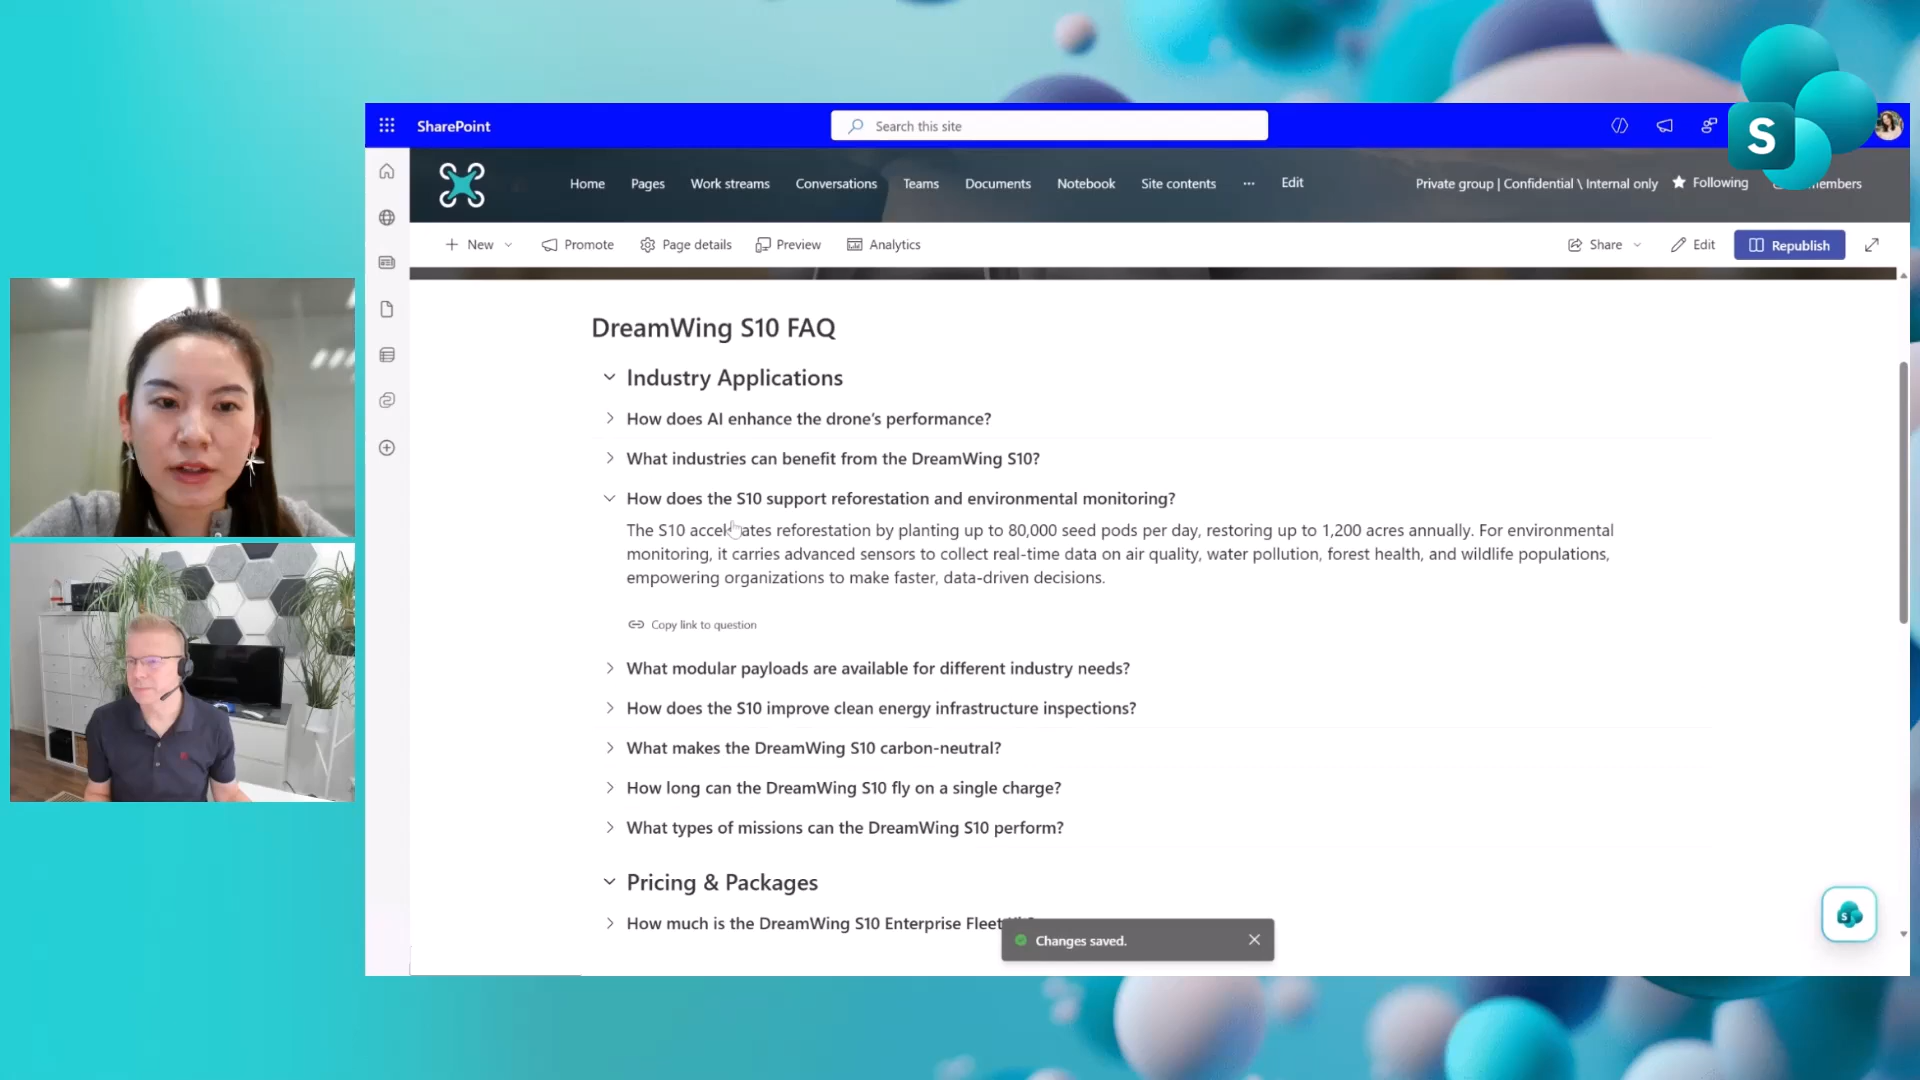 SharePoint
Search this site
S
Home Pages Work streams Conversations Teams Documents Notebook Site contents ··· Edit
Private group | Confidential \ Internal only Following
New Promote Page details Preview Analytics
Share Edit Republish
DreamWing S10 FAQ
Industry Applications
How does AI enhance the drone's performance?
What industries can benefit from the DreamWing S10?
How does the S10 support reforestation and environmental monitoring?
The S10 accelerates reforestation by planting up to 80,000 seed pods per day, restoring up to 1,200 acres annually. For environmental
monitoring, it carries advanced sensors to collect real-time data on air quality, water pollution, forest health, and wildlife populations,
empowering organizations to make faster, data-driven decisions.
Copy link to question
What modular payloads are available for different industry needs?
How does the S10 improve clean energy infrastructure inspections?
What makes the DreamWing S10 carbon-neutral?
How long can the DreamWing S10 fly on a single charge?
What types of missions can the DreamWing S10 perform?
Pricing & Packages
How much is the DreamWing S10 Enterprise Fleet
Changes saved.
S